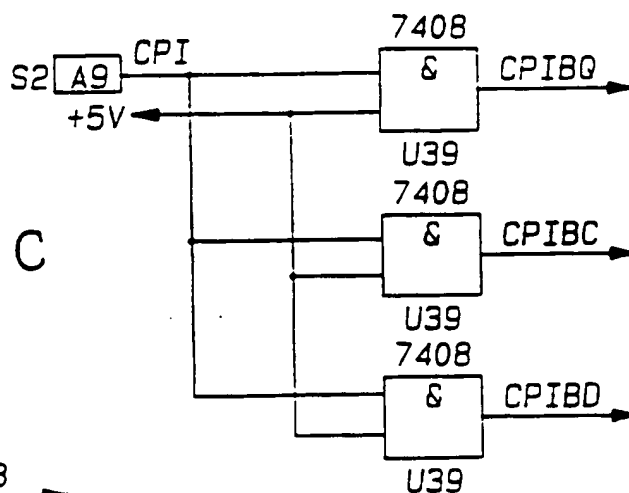 7408
S2 A9 CPI & CPIBQ
+5V
U39
7408
C & CPIBC
U39
7408
& CPIBD
U39